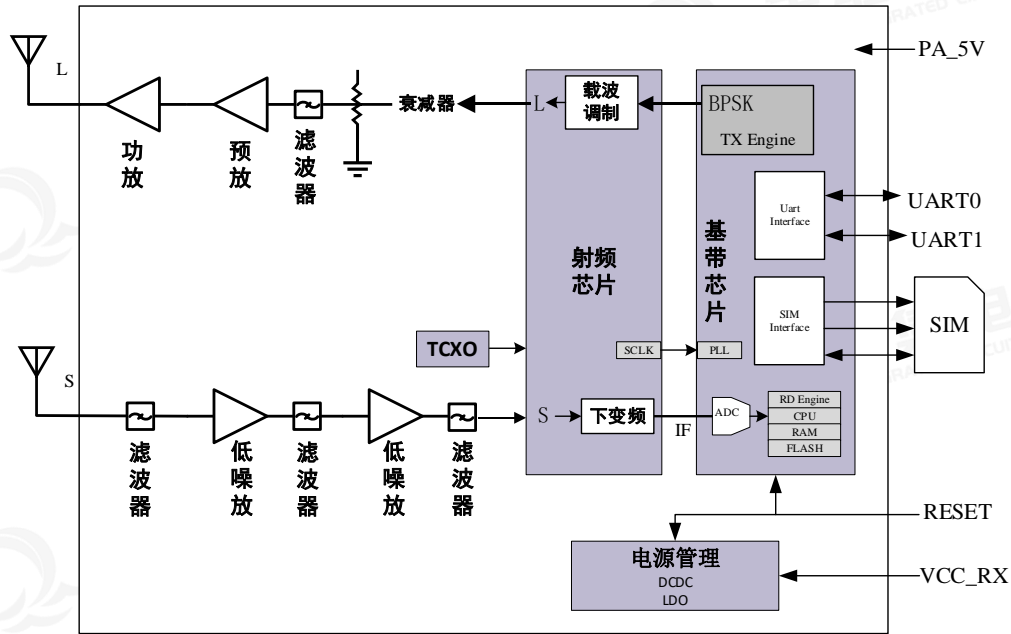 PA_5V
L
L
载波
调制
BPSK
TX Engine
衰减器
功放
预放
滤波器
Uart
Interface
UART0
UART1
射频
芯片
基带芯片
SIM
Interface
SIM
TCXO
SCLK
PLL
S
S
下变频
IF
ADC
RD Engine
CPU
RAM
FLASH
滤波器
低噪放
滤波器
低噪放
滤波器
RESET
电源管理
DCDC
LDO
VCC_RX